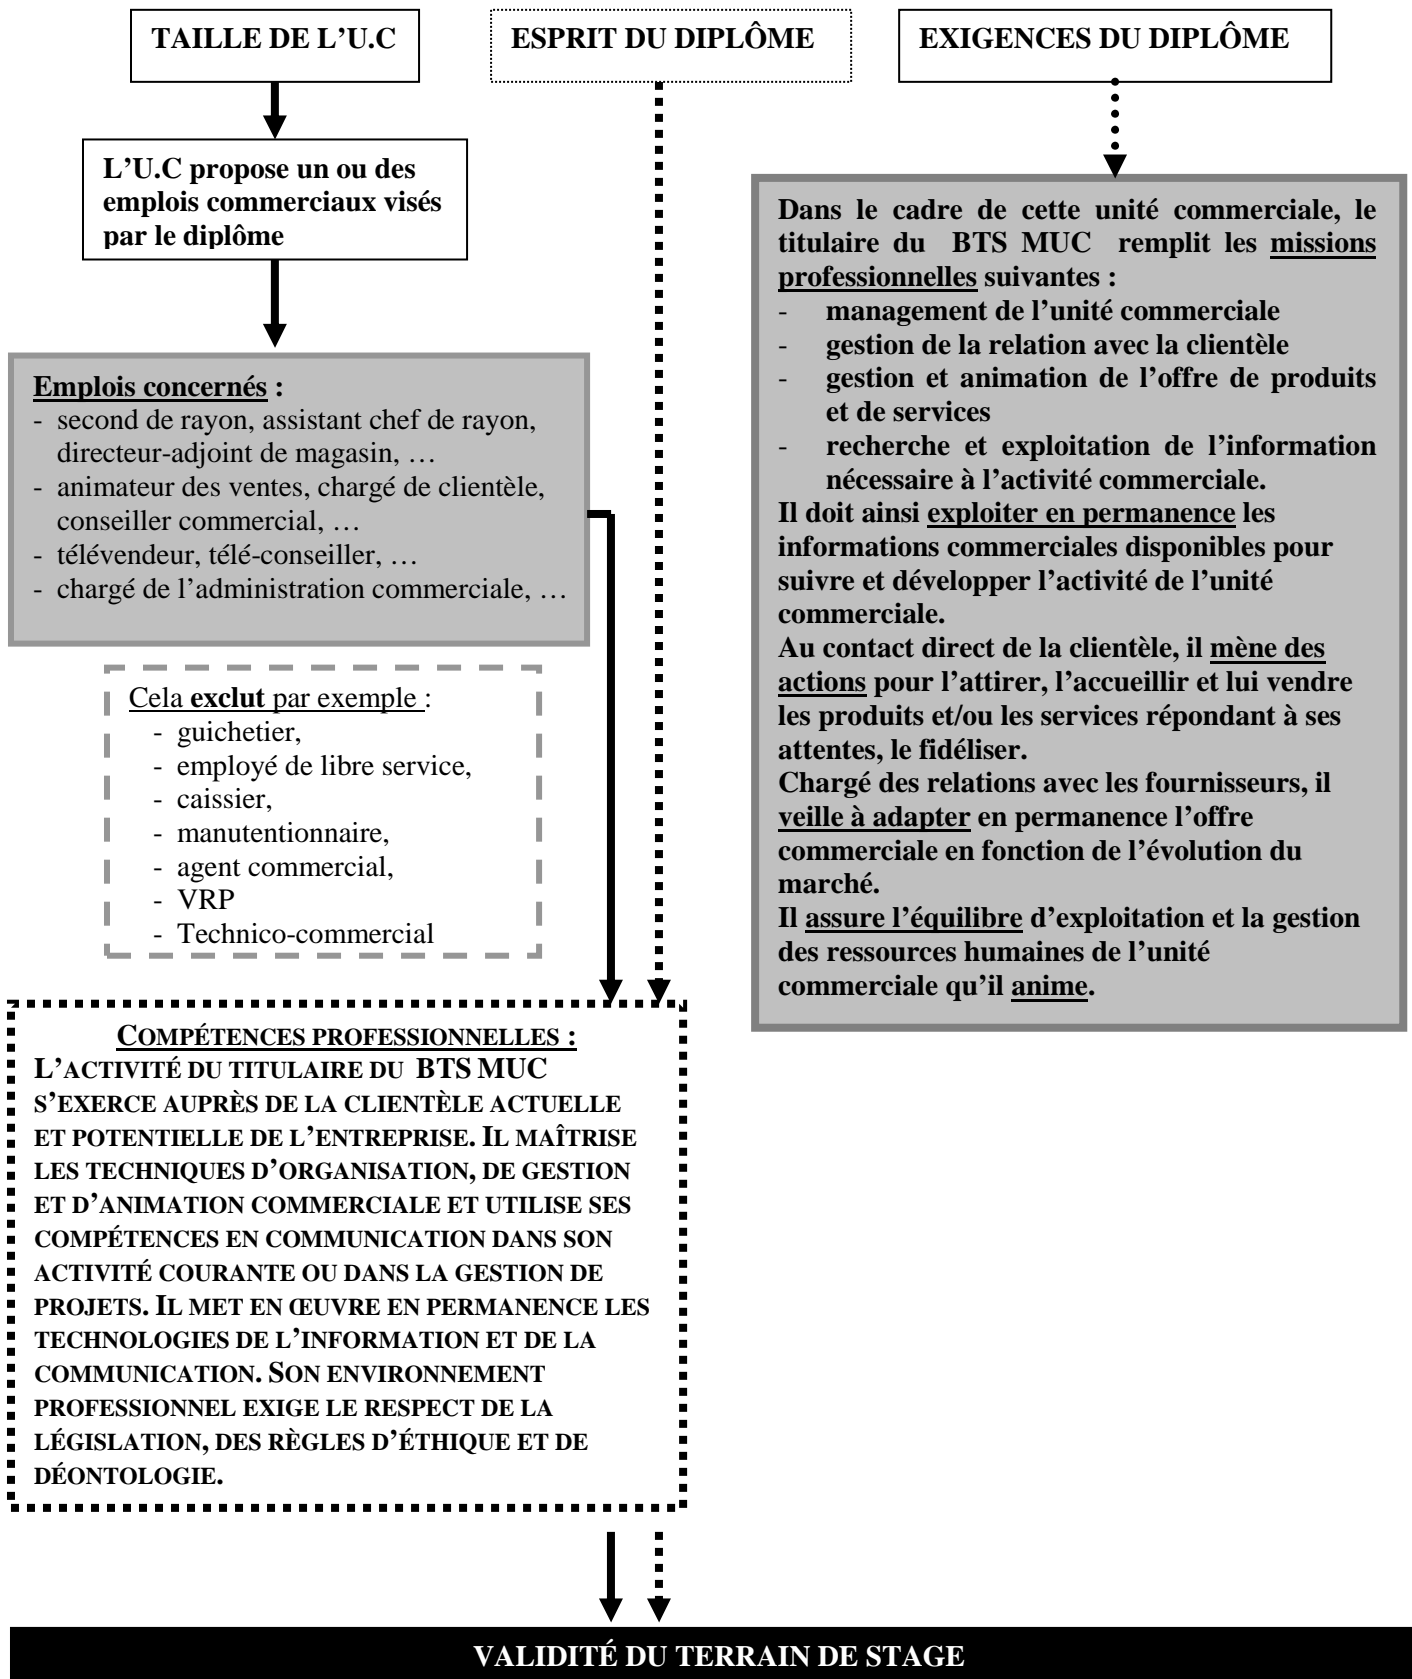 TAILLE DE L’U.C
ESPRIT DU DIPLÔME
EXIGENCES DU DIPLÔME
L’U.C propose un ou des
emplois commerciaux visés
par le diplôme
Emplois concernés :
- second de rayon, assistant chef de rayon,
directeur-adjoint de magasin, …
- animateur des ventes, chargé de clientèle,
conseiller commercial, …
- télévendeur, télé-conseiller, …
- chargé de l’administration commerciale, …
Cela exclut par exemple :
- guichetier,
- employé de libre service,
- caissier,
- manutentionnaire,
- agent commercial,
- VRP
- Technico-commercial
Dans le cadre de cette unité commerciale, le
titulaire du BTS MUC remplit les missions
professionnelles suivantes :
- management de l’unité commerciale
- gestion de la relation avec la clientèle
- gestion et animation de l’offre de produits
et de services
- recherche et exploitation de l’information
nécessaire à l’activité commerciale.
Il doit ainsi exploiter en permanence les
informations commerciales disponibles pour
suivre et développer l’activité de l’unité
commerciale.
Au contact direct de la clientèle, il mène des
actions pour l’attirer, l’accueillir et lui vendre
les produits et/ou les services répondant à ses
attentes, le fidéliser.
Chargé des relations avec les fournisseurs, il
veille à adapter en permanence l’offre
commerciale en fonction de l’évolution du
marché.
Il assure l’équilibre d’exploitation et la gestion
des ressources humaines de l’unité
commerciale qu’il anime.
COMPÉTENCES PROFESSIONNELLES :
L’ACTIVITÉ DU TITULAIRE DU BTS MUC
S’EXERCE AUPRÈS DE LA CLIENTÈLE ACTUELLE
ET POTENTIELLE DE L’ENTREPRISE. IL MAÎTRISE
LES TECHNIQUES D’ORGANISATION, DE GESTION
ET D’ANIMATION COMMERCIALE ET UTILISE SES
COMPÉTENCES EN COMMUNICATION DANS SON
ACTIVITÉ COURANTE OU DANS LA GESTION DE
PROJETS. IL MET EN ŒUVRE EN PERMANENCE LES
TECHNOLOGIES DE L’INFORMATION ET DE LA
COMMUNICATION. SON ENVIRONNEMENT
PROFESSIONNEL EXIGE LE RESPECT DE LA
LÉGISLATION, DES RÈGLES D’ÉTHIQUE ET DE
DÉONTOLOGIE.
VALIDITÉ DU TERRAIN DE STAGE